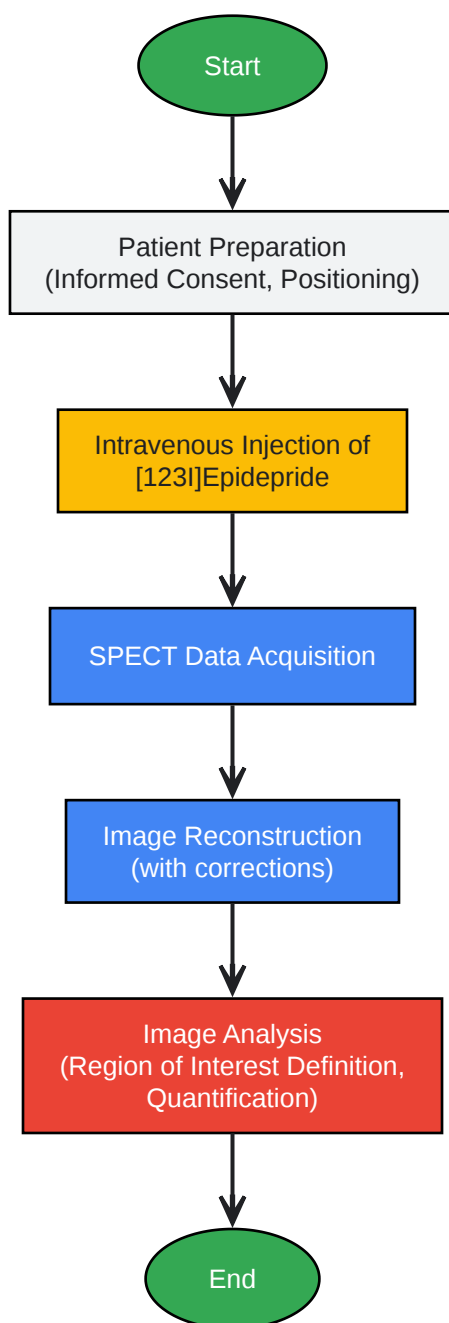 Start
Patient Preparation
(Informed Consent, Positioning)
Intravenous Injection of
[123I]Epidepride
SPECT Data Acquisition
Image Reconstruction
(with corrections)
Image Analysis
(Region of Interest Definition,
Quantification)
End